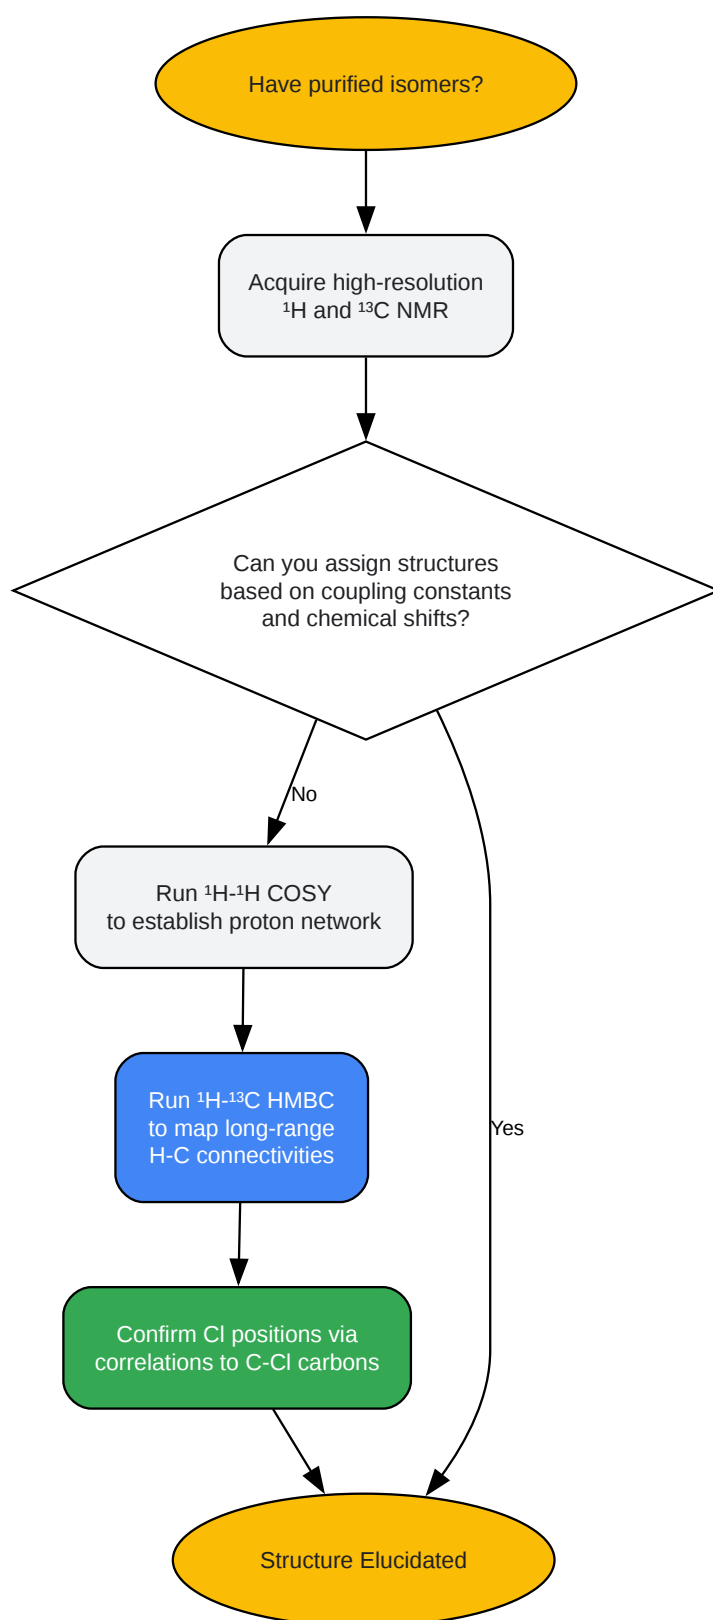 Have purified isomers?
Acquire high-resolution
¹H and ¹³C NMR
Can you assign structures
based on coupling constants
and chemical shifts?
No
Run ¹H-¹H COSY
to establish proton network
Run ¹H-¹³C HMBC
to map long-range
H-C connectivities
Yes
Confirm Cl positions via
correlations to C-Cl carbons
Structure Elucidated